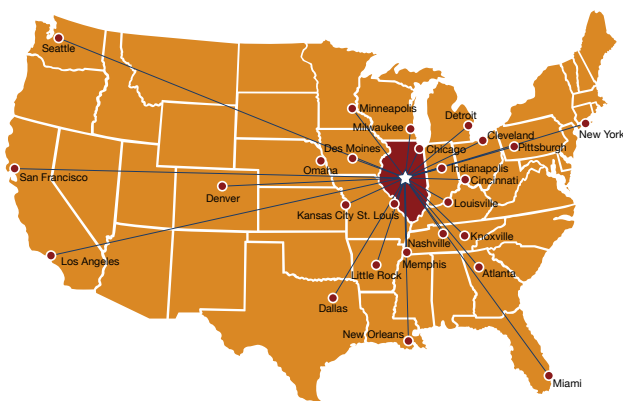 Seattle
Minneapolis
Milwaukee
Detroit
New York
Cleveland
Pittsburgh
Des Moines
Chicago
Omaha
Indianapolis
San Francisco
Cincinnati
Denver
Louisville
Kansas City
St. Louis
Knoxville
Nashville
Los Angeles
Memphis
Atlanta
Little Rock
Dallas
New Orleans
Miami